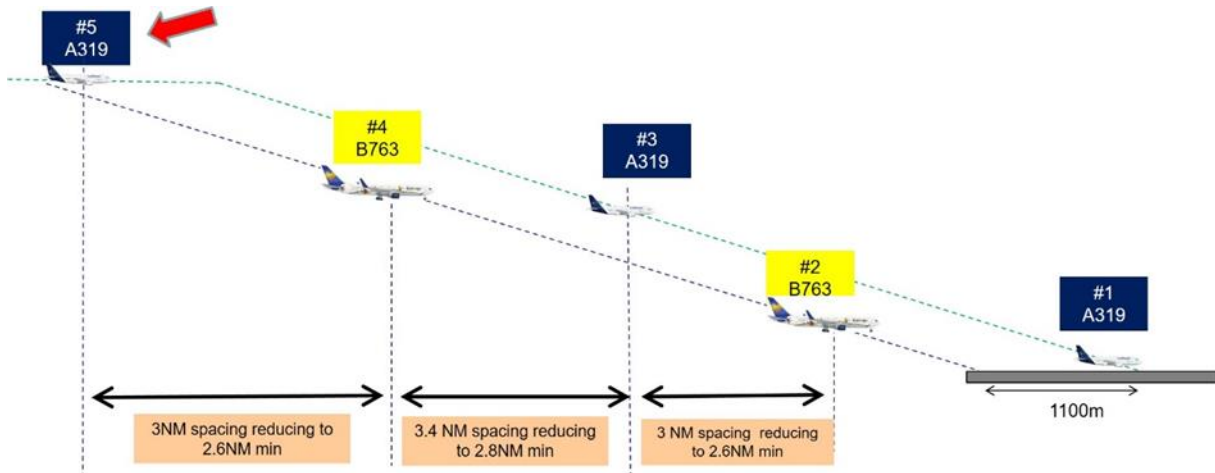 #5
A319
#4
B763
#3
A319
#2
B763
#1
A319
1100m
3NM spacing reducing to
2.6NM min
3.4 NM spacing reducing
to 2.8NM min
3 NM spacing reducing
to 2.6NM min